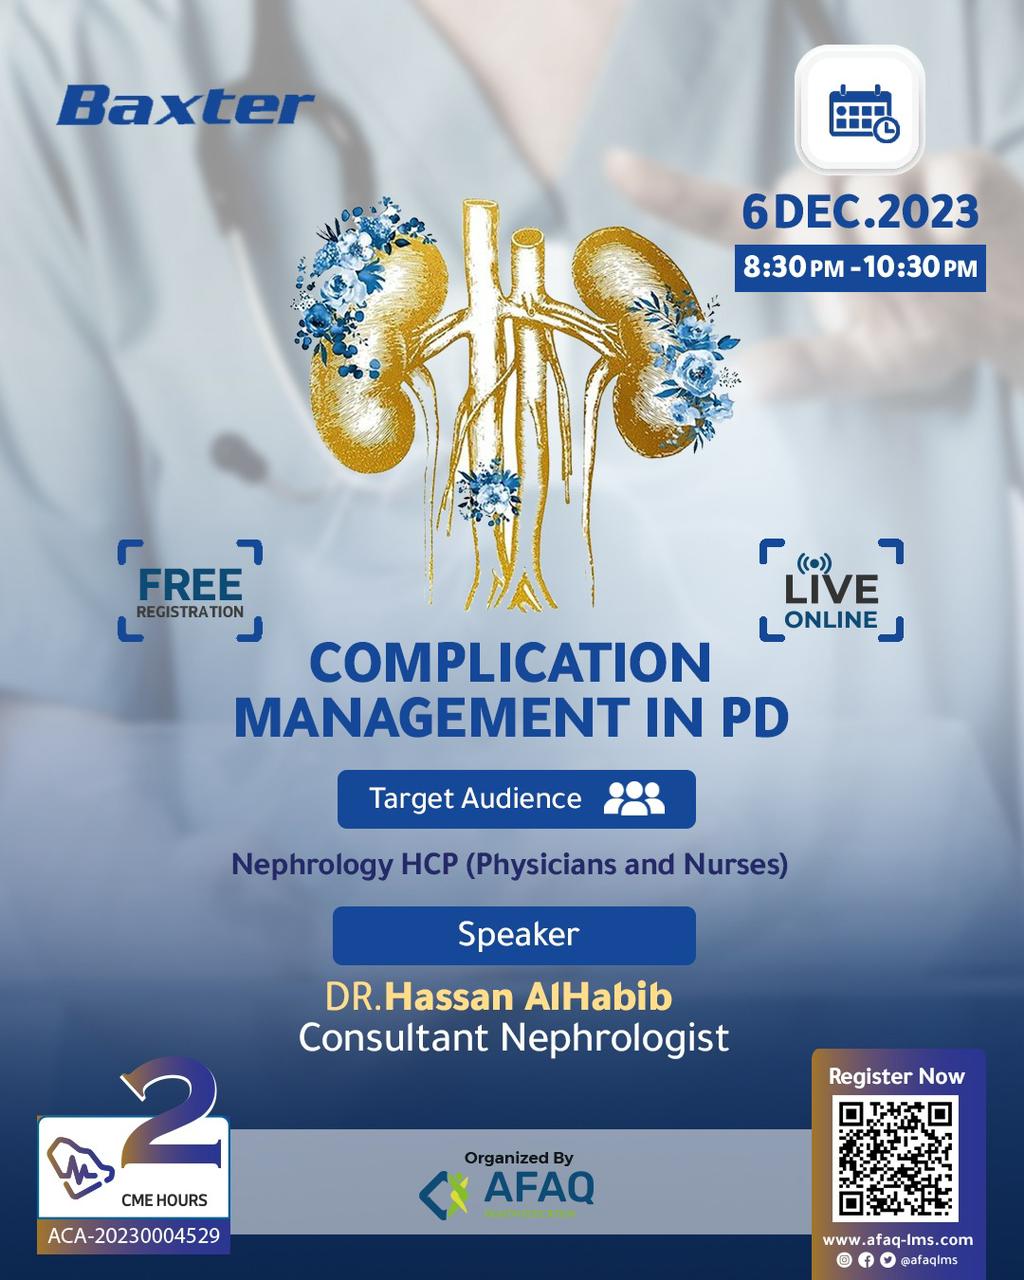 Baxter
6 DEC.2023
8:30 PM - 10:30 PM
FREE
REGISTRATION
LIVE
ONLINE
COMPLICATION
MANAGEMENT IN PD
Target Audience
Nephrology HCP (Physicians and Nurses)
Speaker
DR.Hassan AlHabib
Consultant Nephrologist
2
CME HOURS
ACA-20230004529
Organized By
AFAQ
Register Now
www.afaq-lms.com
@afaqlms